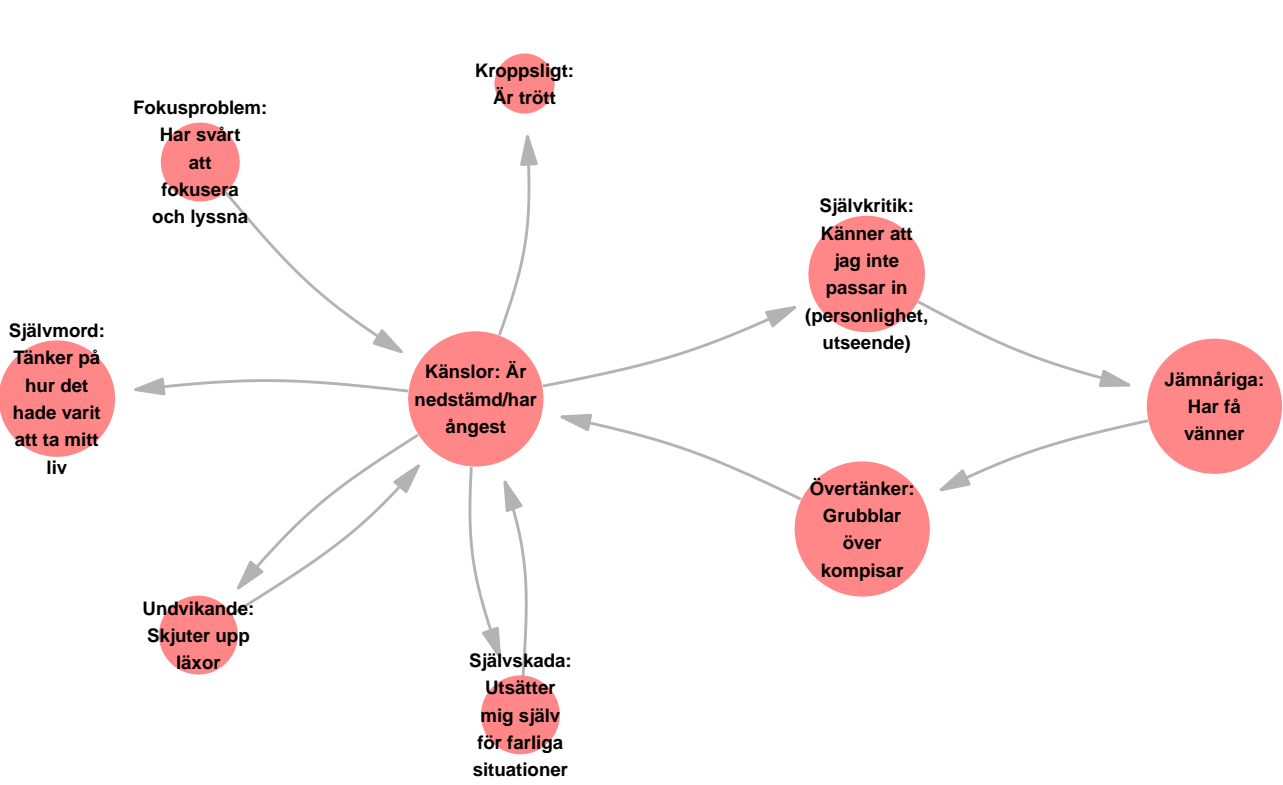 Kroppsligt:
Är trött
Fokusproblem:
Har svårt
att
fokusera
och lyssna
Självkritik:
Känner att
jag inte
passar in
(personlighet,
utseende)
Självmord:
Tänker på
hur det
hade varit
att ta mitt
liv
Känslor: Är
nedstämd/har
ångest
Jämnåriga:
Har få
vänner
Övertänker:
Grubblar
över
kompisar
Undvikande:
Skjuter upp
läxor
Självskada:
Utsätter
mig själv
för farliga
situationer